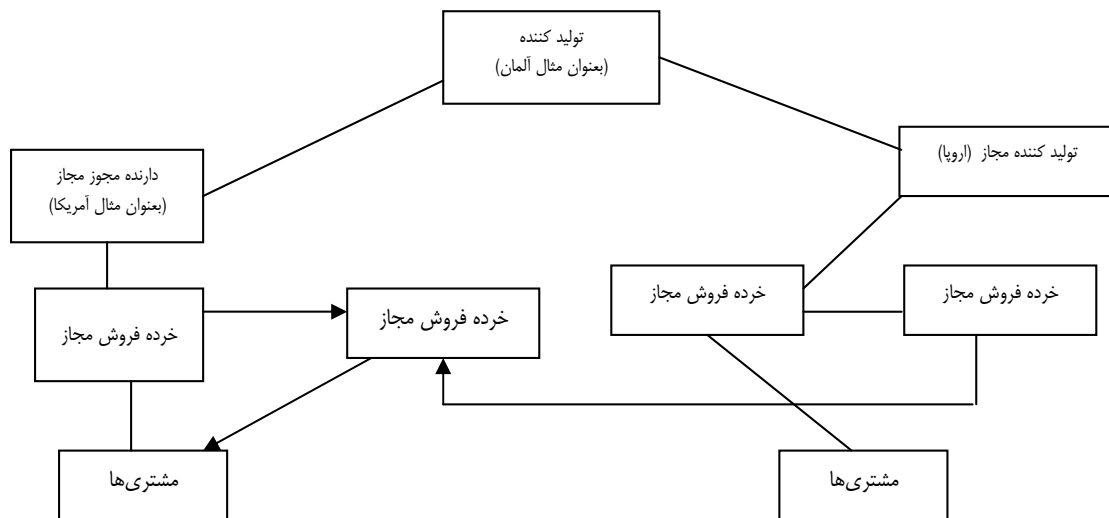 تولید کننده
(بعنوان مثال آلمان)
تولید کننده مجاز (اروپا)
دارنده مجوز مجاز
(بعنوان مثال آمریکا)
خرده فروش مجاز
خرده فروش مجاز
خرده فروش مجاز
خرده فروش مجاز
مشتری‌ها
مشتری‌ها